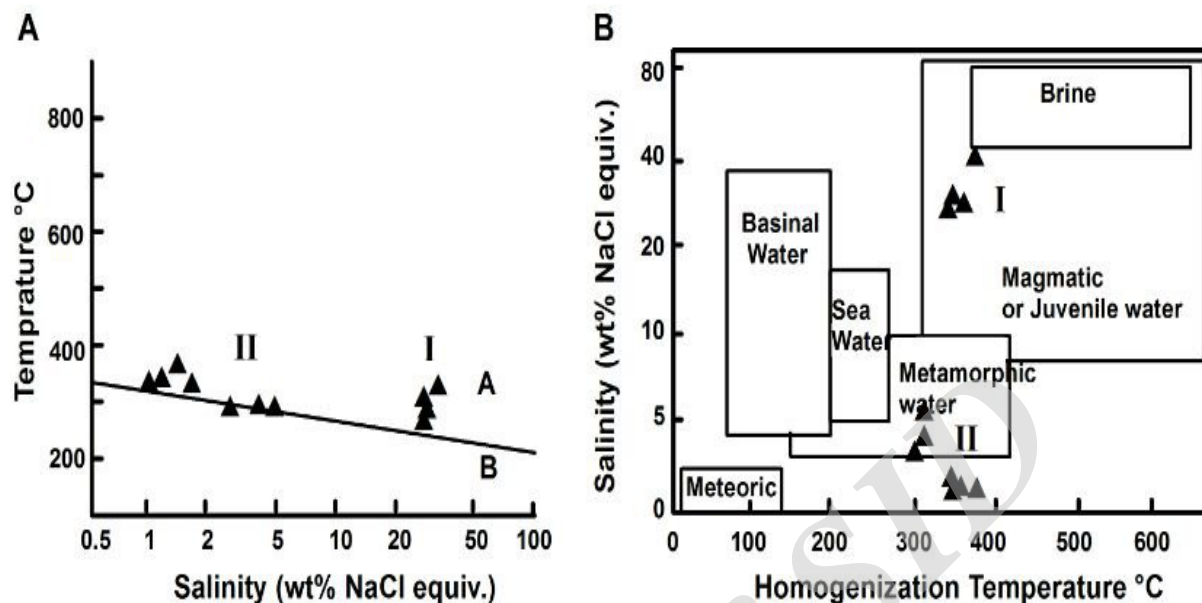 A
800
600
400
200
Temprature °C
II
I
A
B
0.5 1 2 5 10 20 50 100
Salinity (wt% NaCl equiv.)
B
80
40
20
10
5
0
Salinity (wt% NaCl equiv.)
Brine
I
Basinal
Water
Magmatic
or Juvenile water
Sea
Water
Metamorphic
water
II
Meteoric
0 100 200 300 400 500 600
Homogenization Temperature °C
SID